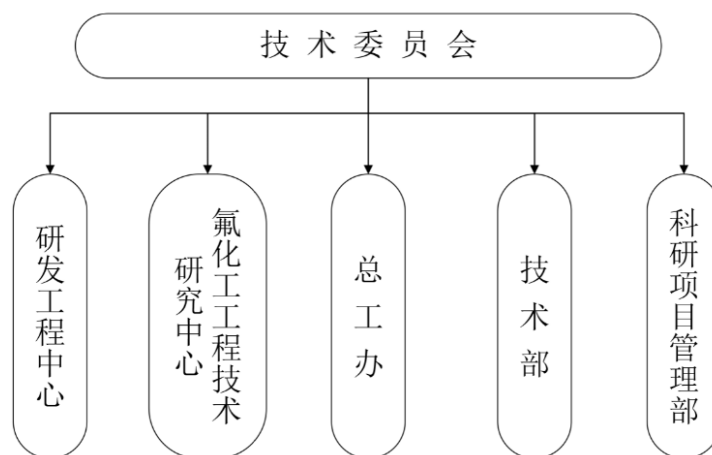 技术委员会
研发工程中心
氟化工工程技术
研究中心
总工办
技术部
科研项目管理部